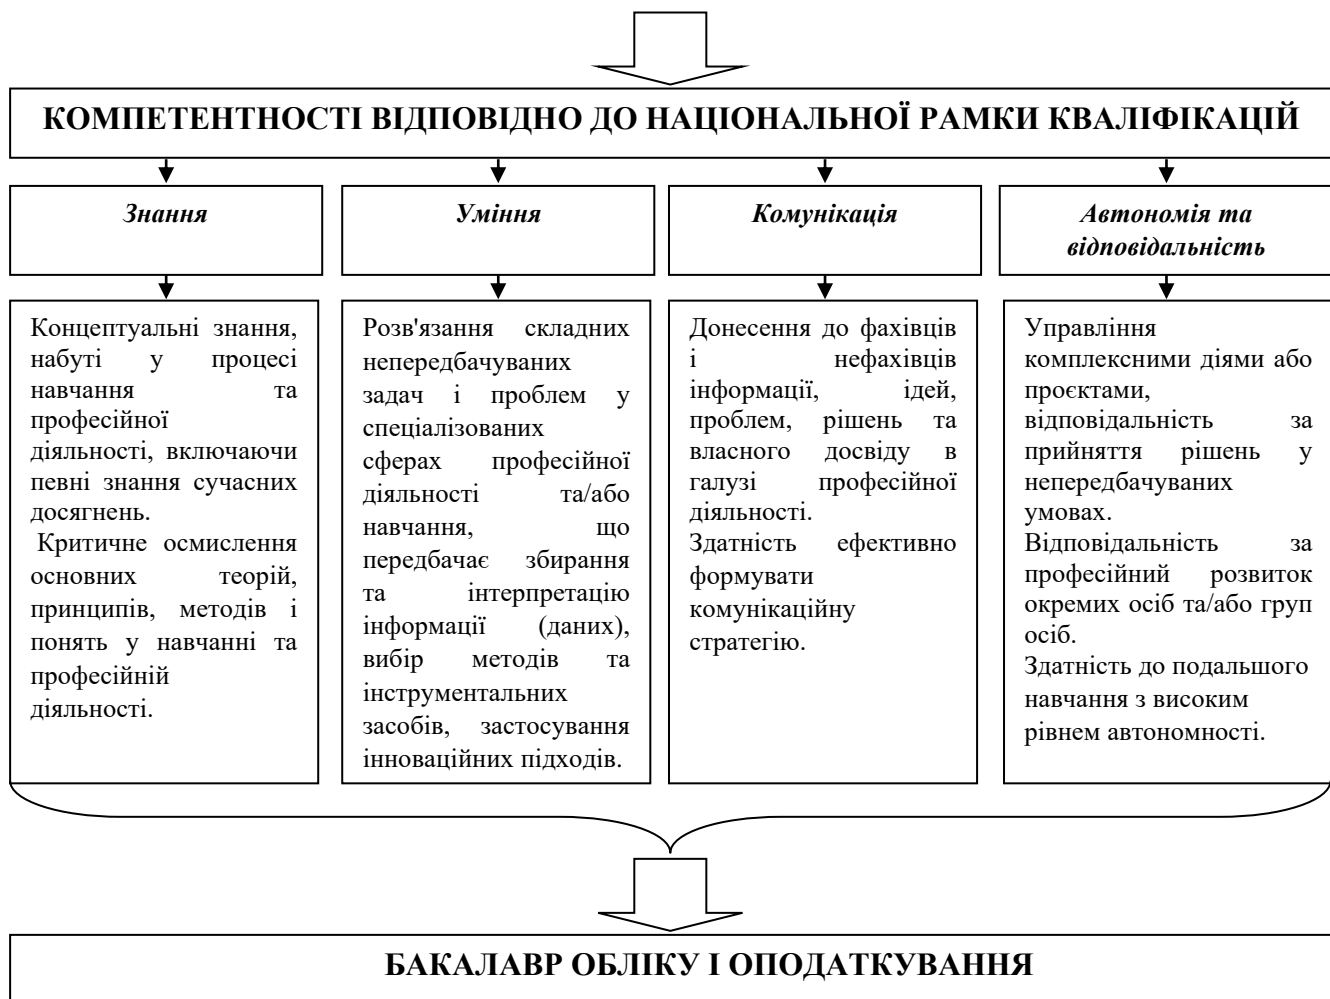 КОМПЕТЕНТНОСТІ ВІДПОВІДНО ДО НАЦІОНАЛЬНОЇ РАМКИ КВАЛІФІКАЦІЙ
Знання
Уміння
Комунікація
Автономія та
відповідальність
Концептуальні знання,
набуті у процесі
навчання та
професійної
діяльності, включаючи
певні знання сучасних
досягнень.
Критичне осмислення
основних теорій,
принципів, методів і
понять у навчанні та
професійній
діяльності.
Розв'язання складних
непередбачуваних
задач і проблем у
спеціалізованих
сферах професійної
діяльності та/або
навчання, що
передбачає збирання
та інтерпретацію
інформації (даних),
вибір методів та
інструментальних
засобів, застосування
інноваційних підходів.
Донесення до фахівців
і нефахівців
інформації, ідей,
проблем, рішень та
власного досвіду в
галузі професійної
діяльності.
Здатність ефективно
формувати
комунікаційну
стратегію.
Управління
комплексними діями або
проєктами,
відповідальність за
прийняття рішень у
непередбачуваних
умовах.
Відповідальність за
професійний розвиток
окремих осіб та/або груп
осіб.
Здатність до подальшого
навчання з високим
рівнем автономності.
БАКАЛАВР ОБЛІКУ І ОПОДАТКУВАННЯ